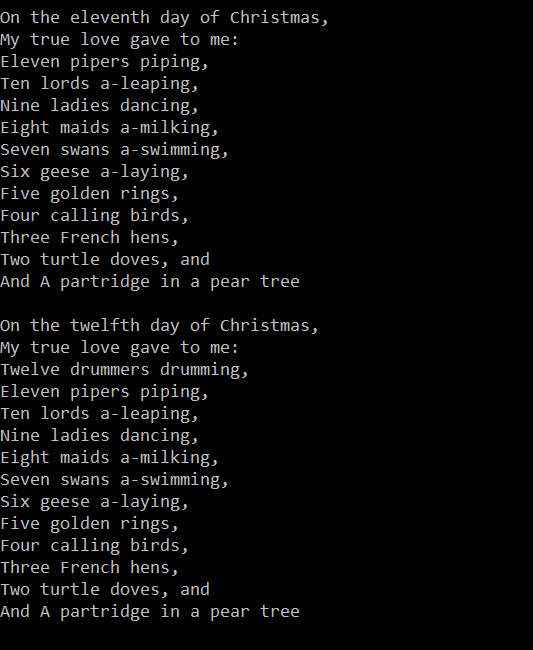 On the eleventh day of Christmas,
My true love gave to me:
Eleven pipers piping,
Ten lords a-leaping,
Nine ladies dancing,
Eight maids a-milking,
Seven swans a-swimming,
Six geese a-laying,
Five golden rings,
Four calling birds,
Three French hens,
Two turtle doves, and
And A partridge in a pear tree

On the twelfth day of Christmas,
My true love gave to me:
Twelve drummers drumming,
Eleven pipers piping,
Ten lords a-leaping,
Nine ladies dancing,
Eight maids a-milking,
Seven swans a-swimming,
Six geese a-laying,
Five golden rings,
Four calling birds,
Three French hens,
Two turtle doves, and
And A partridge in a pear tree